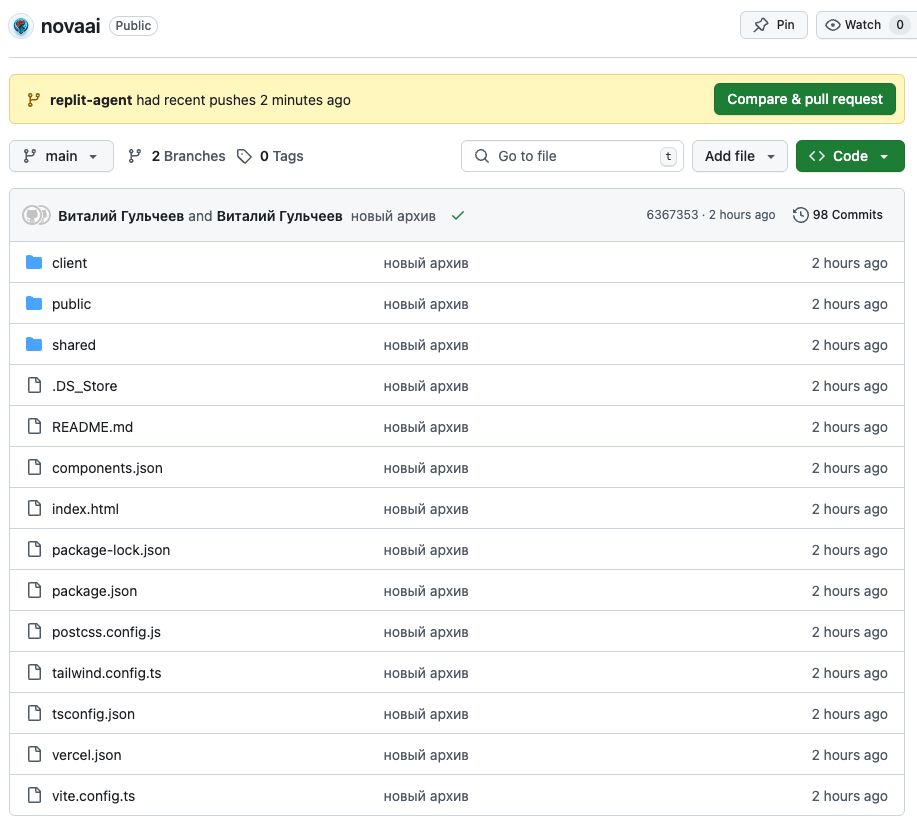 novaai Public Pin Watch 0
replit-agent had recent pushes 2 minutes ago Compare & pull request
main 2 Branches 0 Tags Go to file t Add file <> Code
Виталий Гульчеев and Виталий Гульчеев новый архив 6367353 · 2 hours ago 98 Commits
client новый архив 2 hours ago
public новый архив 2 hours ago
shared новый архив 2 hours ago
.DS_Store новый архив 2 hours ago
README.md новый архив 2 hours ago
components.json новый архив 2 hours ago
index.html новый архив 2 hours ago
package-lock.json новый архив 2 hours ago
package.json новый архив 2 hours ago
postcss.config.js новый архив 2 hours ago
tailwind.config.ts новый архив 2 hours ago
tsconfig.json новый архив 2 hours ago
vercel.json новый архив 2 hours ago
vite.config.ts новый архив 2 hours ago